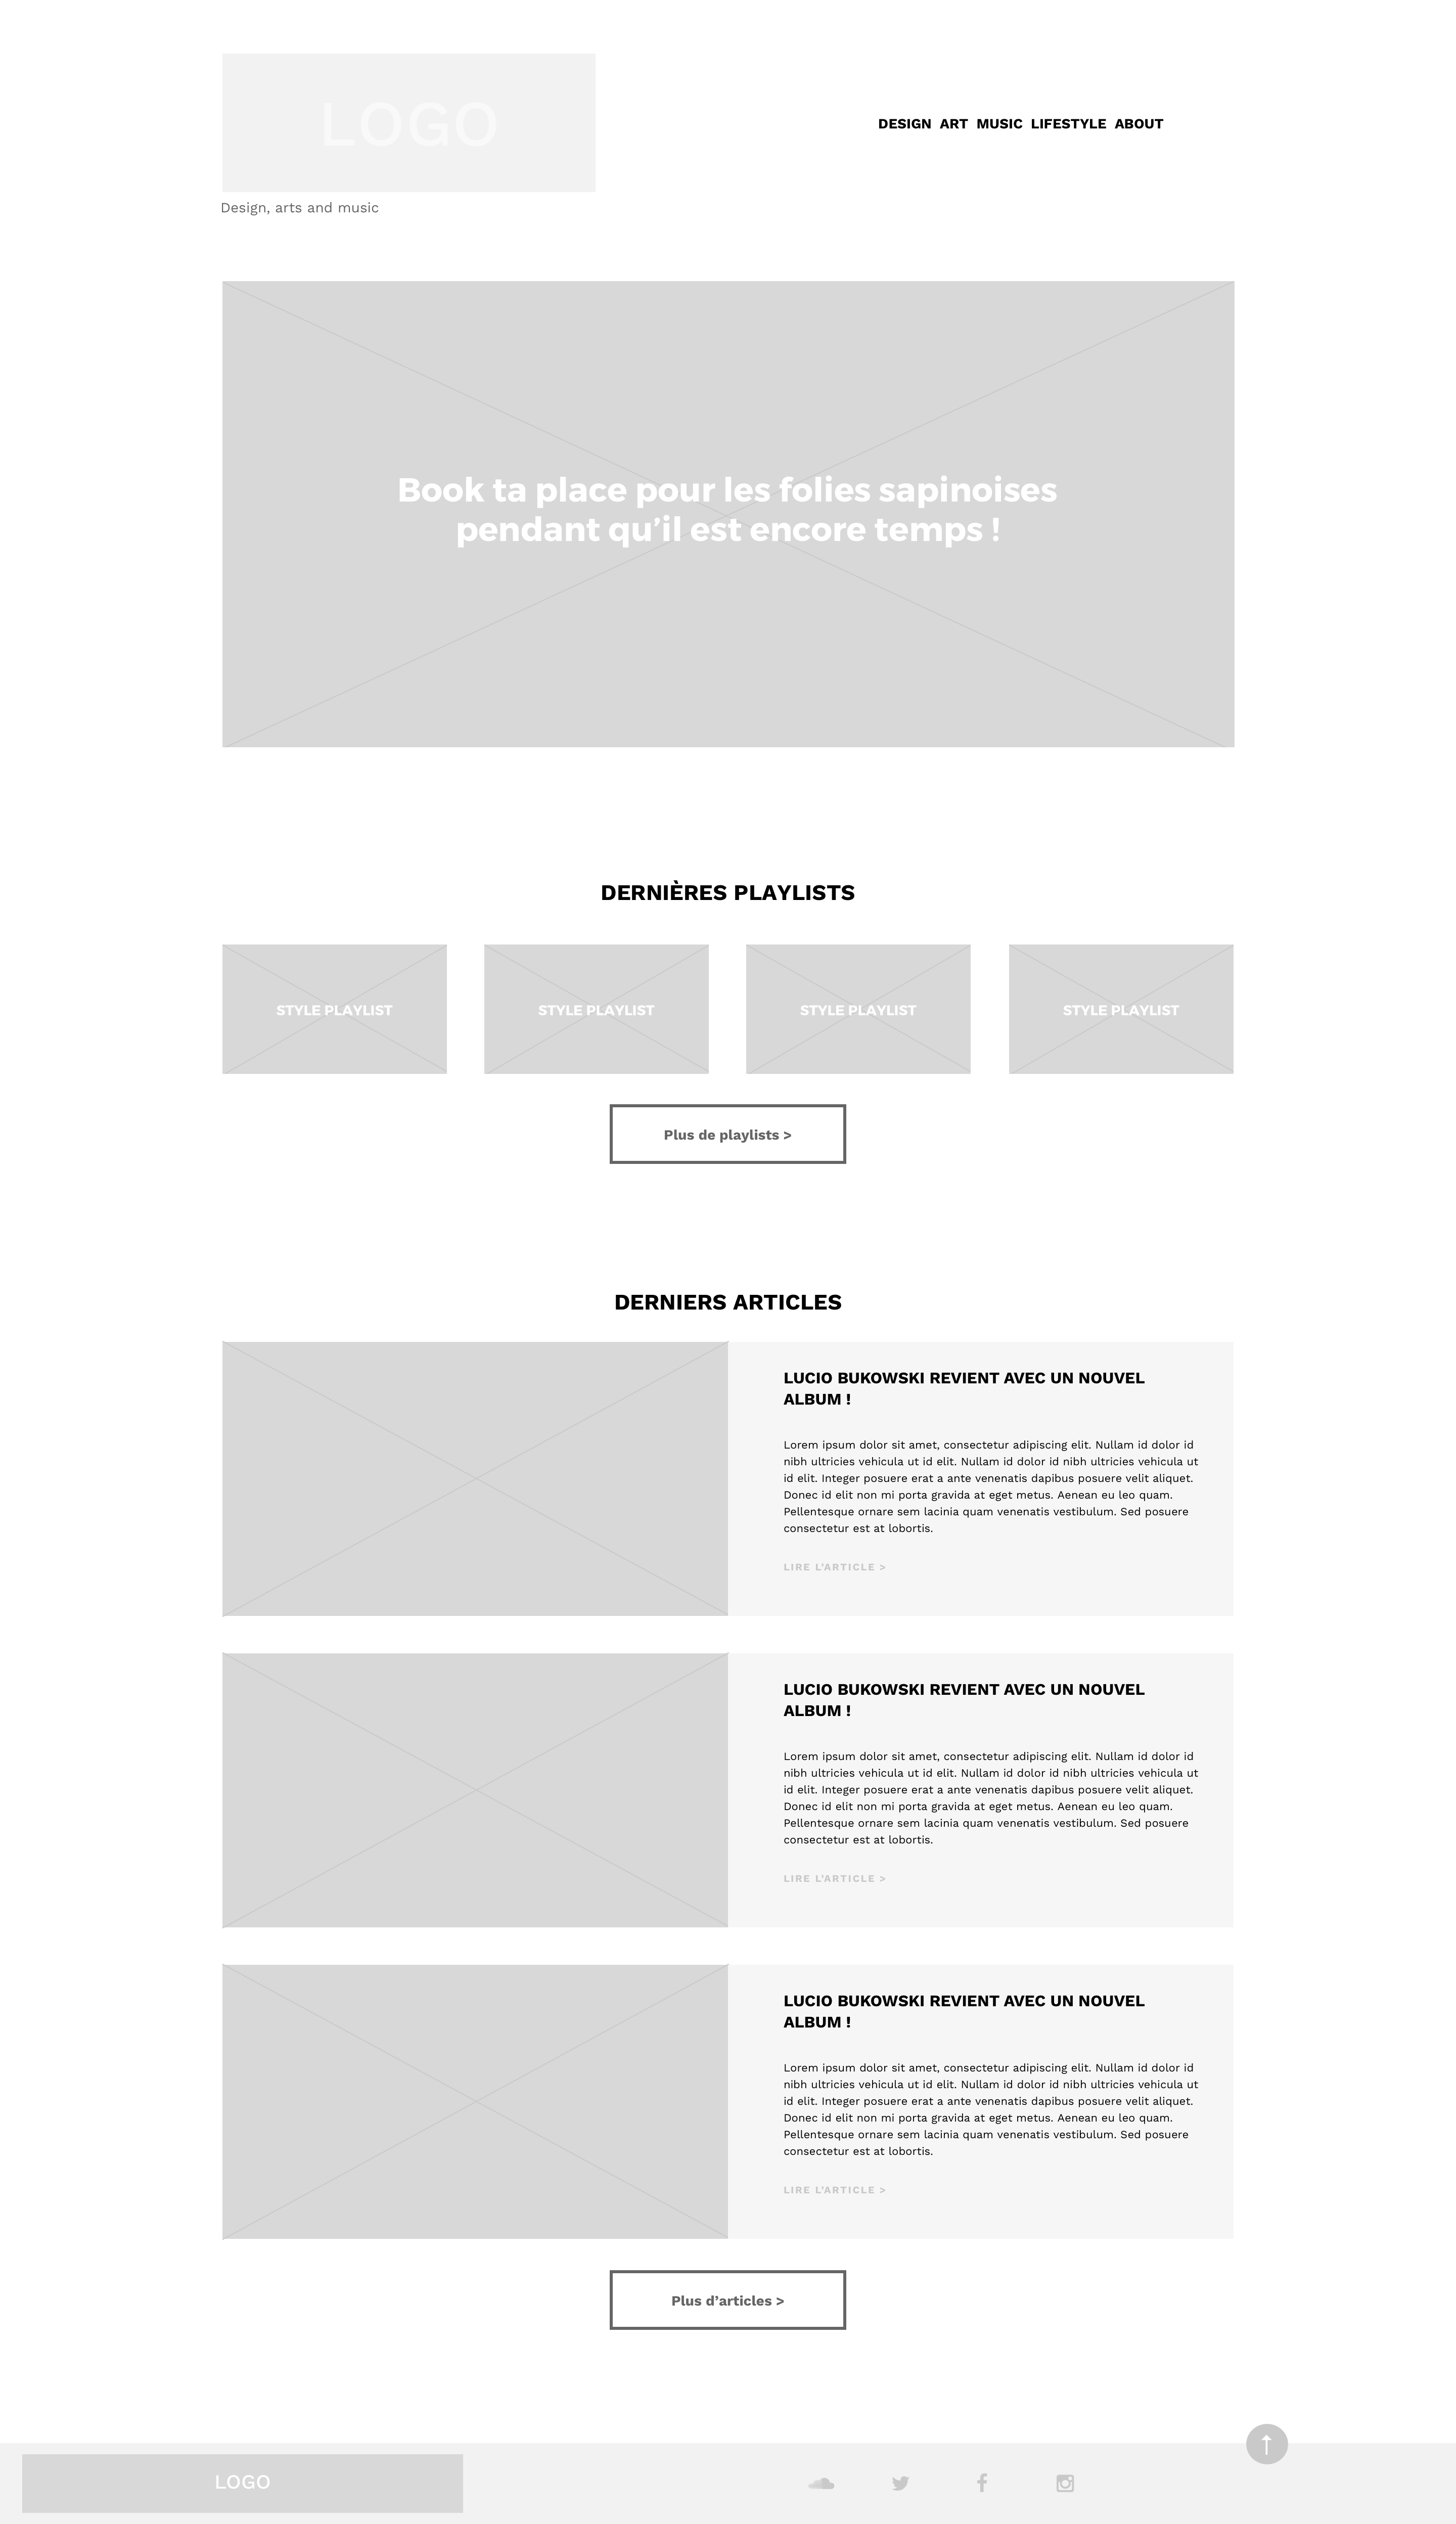 LOGO
DESIGN ART MUSIC LIFESTYLE ABOUT
Design, arts and music
Book ta place pour les folies sapinoises
pendant qu’il est encore temps !
DERNIÈRES PLAYLISTS
STYLE PLAYLIST
STYLE PLAYLIST
STYLE PLAYLIST
STYLE PLAYLIST
Plus de playlists >
DERNIERS ARTICLES
LUCIO BUKOWSKI REVIENT AVEC UN NOUVEL
ALBUM !
Lorem ipsum dolor sit amet, consectetur adipiscing elit. Nullam id dolor id
nibh ultricies vehicula ut id elit. Nullam id dolor id nibh ultricies vehicula ut
id elit. Integer posuere erat a ante venenatis dapibus posuere velit aliquet.
Donec id elit non mi porta gravida at eget metus. Aenean eu leo quam.
Pellentesque ornare sem lacinia quam venenatis vestibulum. Sed posuere
consectetur est at lobortis.
LIRE L’ARTICLE >
LUCIO BUKOWSKI REVIENT AVEC UN NOUVEL
ALBUM !
Lorem ipsum dolor sit amet, consectetur adipiscing elit. Nullam id dolor id
nibh ultricies vehicula ut id elit. Nullam id dolor id nibh ultricies vehicula ut
id elit. Integer posuere erat a ante venenatis dapibus posuere velit aliquet.
Donec id elit non mi porta gravida at eget metus. Aenean eu leo quam.
Pellentesque ornare sem lacinia quam venenatis vestibulum. Sed posuere
consectetur est at lobortis.
LIRE L’ARTICLE >
LUCIO BUKOWSKI REVIENT AVEC UN NOUVEL
ALBUM !
Lorem ipsum dolor sit amet, consectetur adipiscing elit. Nullam id dolor id
nibh ultricies vehicula ut id elit. Nullam id dolor id nibh ultricies vehicula ut
id elit. Integer posuere erat a ante venenatis dapibus posuere velit aliquet.
Donec id elit non mi porta gravida at eget metus. Aenean eu leo quam.
Pellentesque ornare sem lacinia quam venenatis vestibulum. Sed posuere
consectetur est at lobortis.
LIRE L’ARTICLE >
Plus d’articles >
LOGO